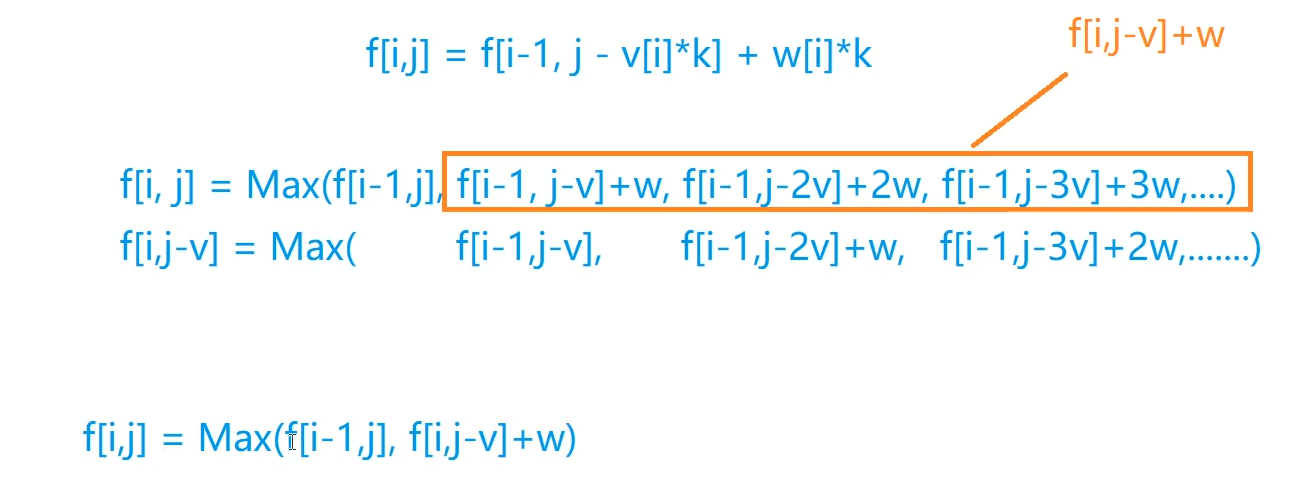 f[i,j-v]+w
f[i,j] = f[i-1, j - v[i]*k] + w[i]*k
f[i, j] = Max(f[i-1,j], f[i-1, j-v]+w, f[i-1,j-2v]+2w, f[i-1,j-3v]+3w,....)
f[i,j-v] = Max( f[i-1,j-v], f[i-1,j-2v]+w, f[i-1,j-3v]+2w,.......)
f[i,j] = Max(f[i-1,j], f[i,j-v]+w)